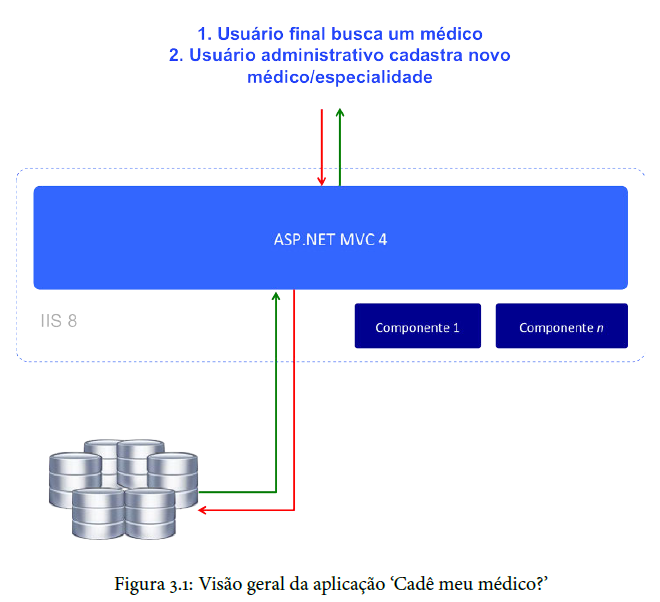 1. Usuário final busca um médico
2. Usuário administrativo cadastra novo
médico/especialidade
ASP.NET MVC 4
IIS 8
Componente 1
Componente n
Figura 3.1: Visão geral da aplicação ‘Cadê meu médico?’